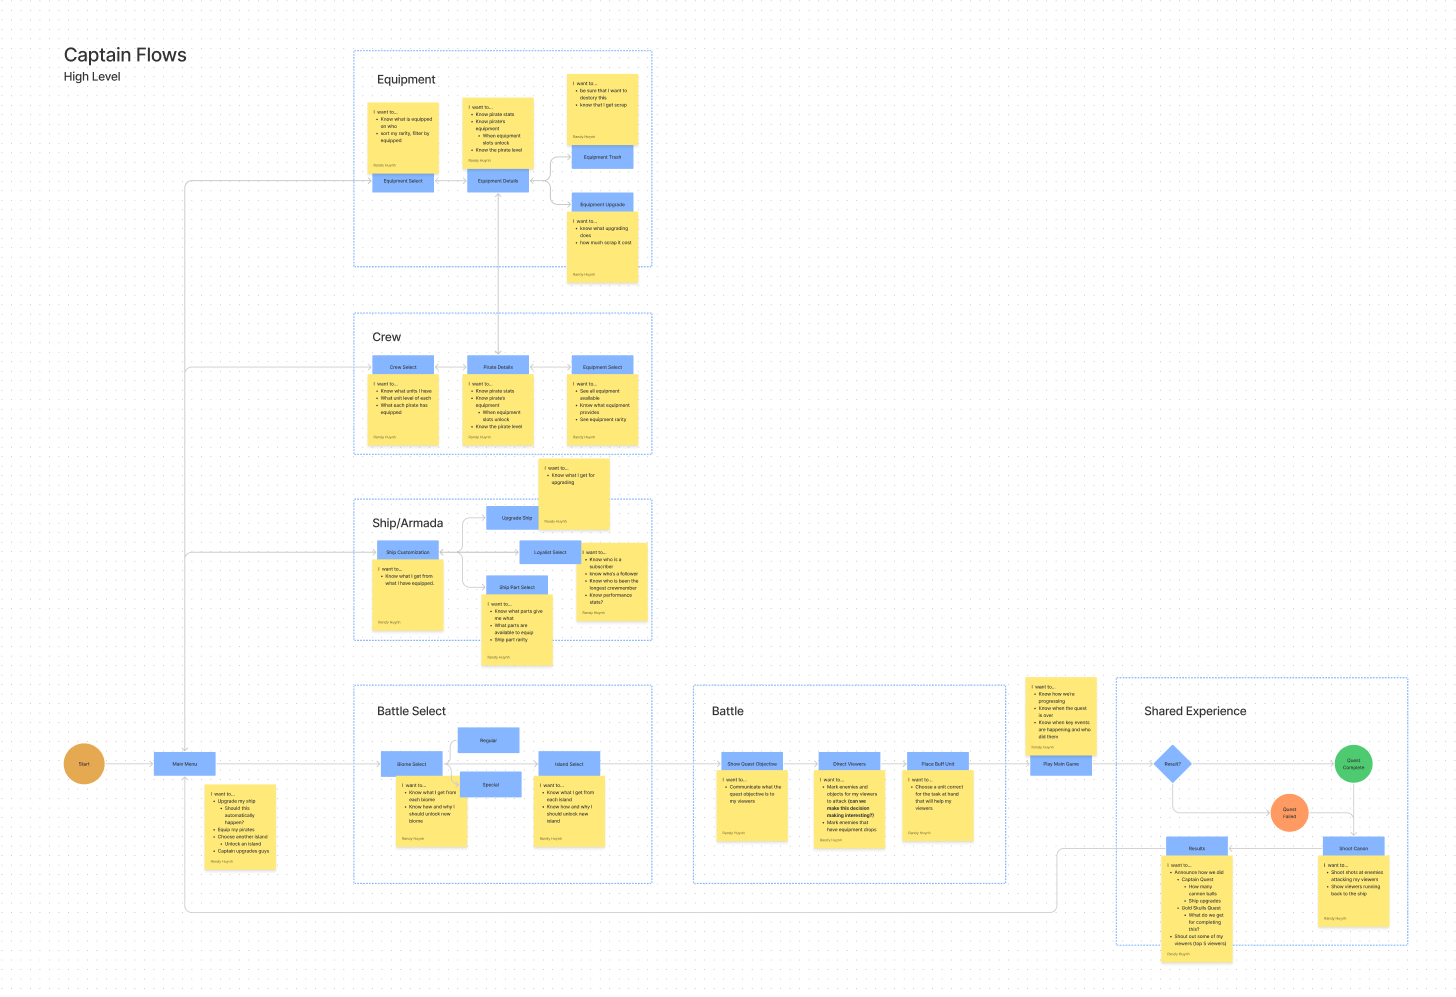 Captain Flows
High Level
Equipment
I want to...
Know what is equipped
on who
sort my rarity, filter by
equipped
Randy Huynh
Equipment Select
I want to...
Know pirate stats
Know pirate's
equipment
When equipment
slots unlock
Know the pirate level
Randy Huynh
Equipment Details
I want to...
be sure that I want to
destory this
know that I get scrap
Randy Huynh
Equipment Trash
Equipment Upgrade
I want to...
know what upgrading
does
how much scrap it cost
Randy Huynh
Crew
Crew Select
I want to...
Know what units I have
What unit level of each
What each pirate has
equipped
Randy Huynh
Pirate Details
I want to...
Know pirate stats
Know pirate's
equipment
When equipment
slots unlock
Know the pirate level
Randy Huynh
Equipment Select
I want to...
See all equipment
available
Know what equipment
provides
See equipment rarity
Randy Huynh
Ship/Armada
I want to...
Know what I get for
upgrading
Randy Huynh
Upgrade Ship
Ship Customization
I want to...
Know what I get from
what I have equipped.
Randy Huynh
Loyalist Select
I want to...
Know who is a
subscriber
know who's a follower
Know who is been the
longest crewmember
Know performance
stats?
Randy Huynh
Ship Part Select
I want to...
Know what parts give
me what
What parts are
available to equip
Ship part rarity
Randy Huynh
Start
Main Menu
I want to...
Upgrade my ship
Should this
automatically
happen?
Equip my pirates
Choose another island
Unlock an island
Captain upgrades guys
Randy Huynh
Battle Select
Biome Select
Regular
Special
I want to...
Know what I get from
each biome
Know how and why I
should unlock new
biome
Randy Huynh
Island Select
I want to...
Know what I get from
each island
Know how and why I
should unlock new
island
Randy Huynh
Battle
Show Quest Objective
I want to...
Communicate what the
quest objective is to
my viewers
Randy Huynh
Direct Viewers
I want to...
Mark enemies and
objects for my viewers
to attack (can we
make this decision
making interesting?)
Mark enemies that
have equipment drops
Randy Huynh
Place Buff Unit
I want to...
Choose a unit correct
for the task at hand
that will help my
viewers
Randy Huynh
I want to...
Know how we're
progressing
Know when the quest
is over
Know when key events
are happening and who
did them
Randy Huynh
Play Main Game
Shared Experience
Result?
Quest
Complete
Quest
Failed
Results
I want to...
Announce how we did
Captain Quest
How many
cannon balls
Ship upgrades
Gold Skulls Quest
What do we get
for completing
this?
Shout out some of my
viewers (top 5 viewers)
Randy Huynh
Shoot Canon
I want to...
Shoot shots at enemies
attacking my viewers
Show viewers running
back to the ship
Randy Huynh